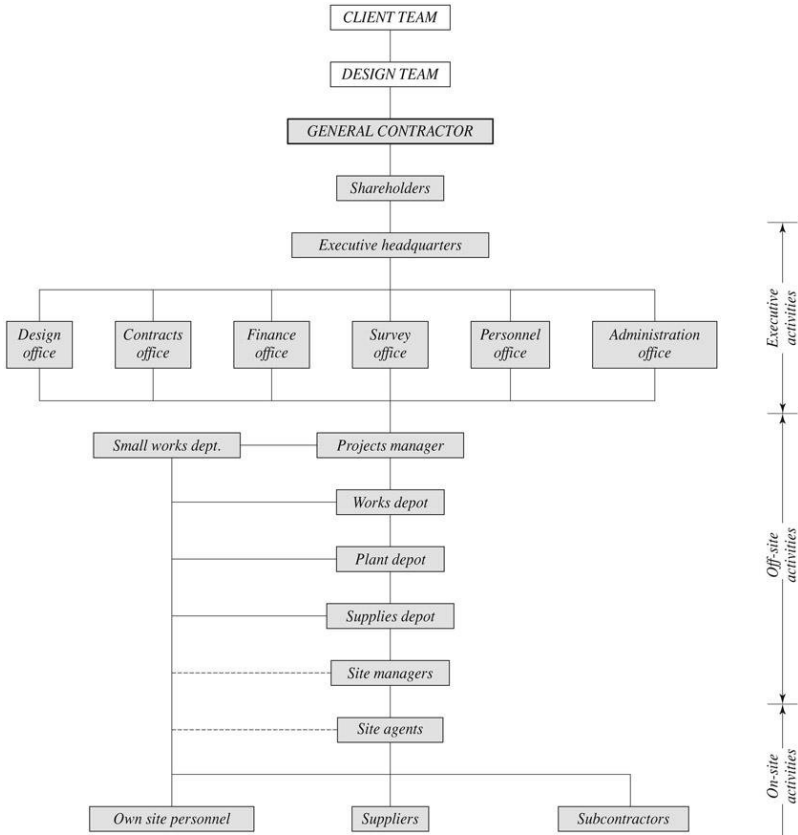 CLIENT TEAM
DESIGN TEAM
GENERAL CONTRACTOR
Shareholders
Executive headquarters
Design
office
Contracts
office
Finance
office
Survey
office
Personnel
office
Administration
office
Executive
activities
Small works dept.
Projects manager
Works depot
Plant depot
Supplies depot
Site managers
Off-site
activities
Site agents
Own site personnel
Suppliers
Subcontractors
On-site
activities